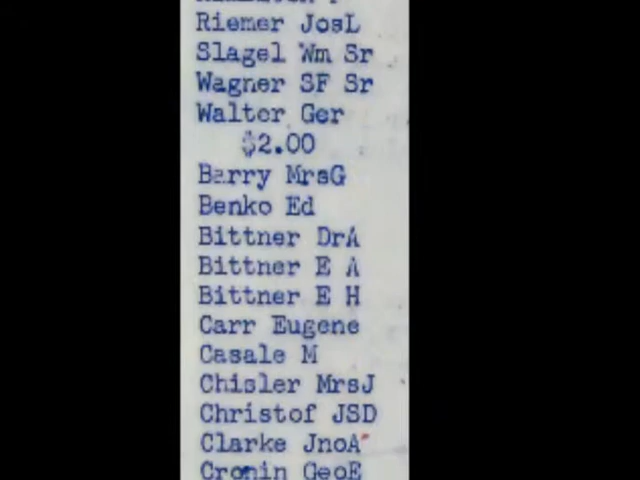 Riemer JosL
Slagel Wm Sr
Wagner SF Sr
Walter Ger
$2.00
Barry MrsG
Benko Ed
Bittner DrA
Bittner E A
Bittner E H
Carr Eugene
Casale M
Chisler MrsJ
Christof JSD
Clarke JnoA
Cronin GeoE